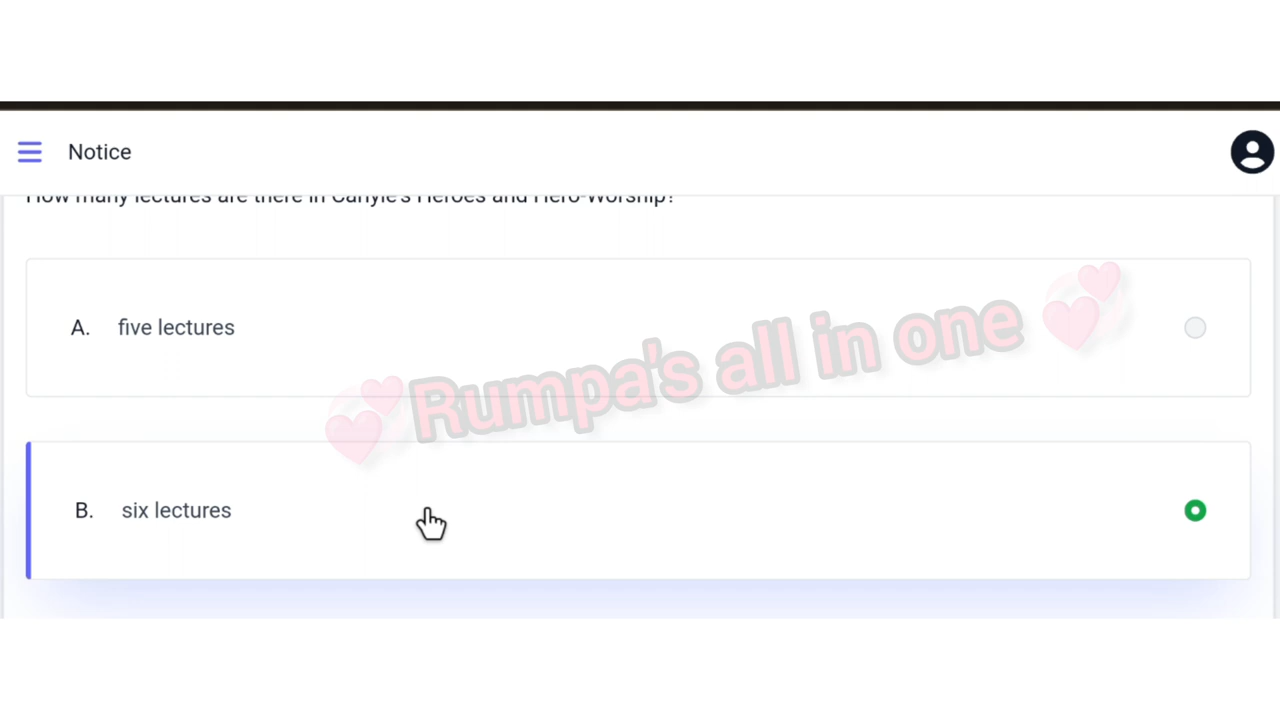 Notice
How many lectures are there in Carlyle's Heroes and Hero-Worship?
A. five lectures
Rumpa's all in one
B. six lectures